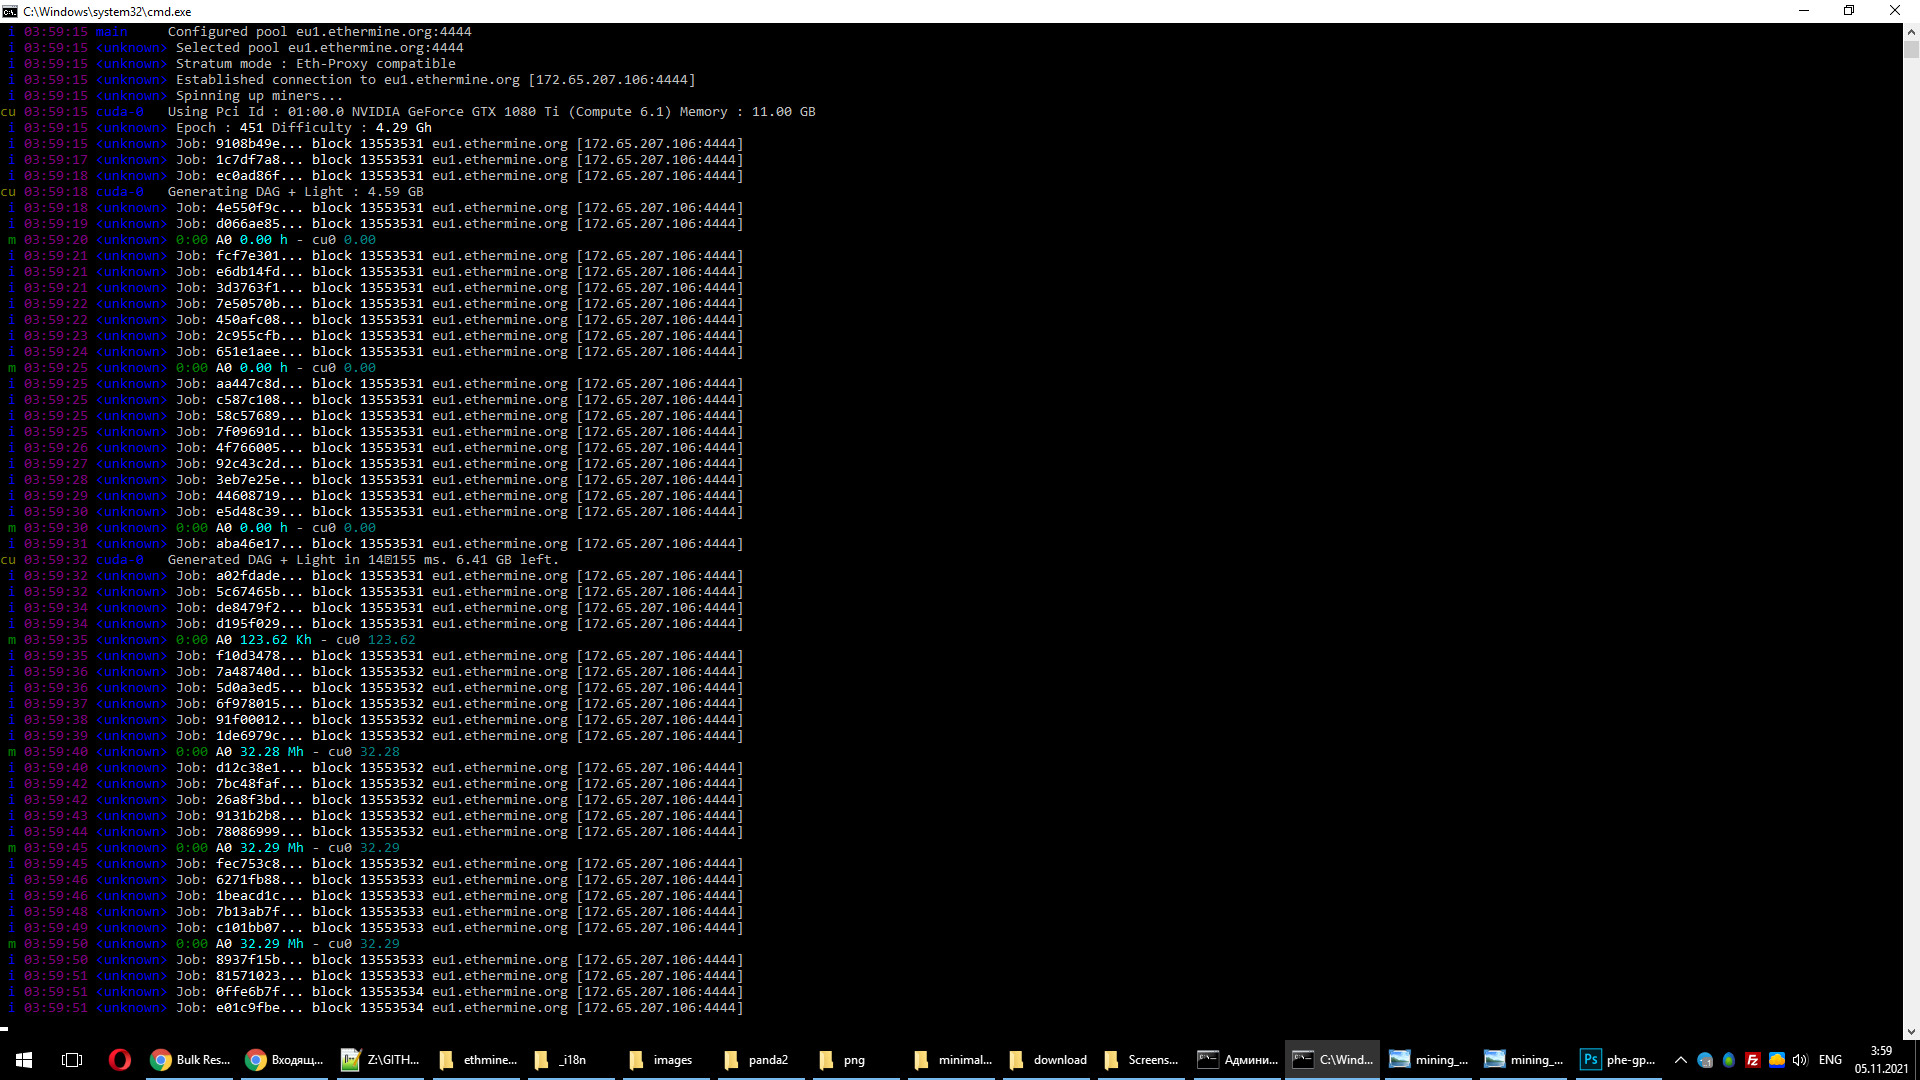 C:\Windows\system32\cmd.exe
i 03:59:15 main Configured pool eu1.ethermine.org:4444
i 03:59:15 <unknown> Selected pool eu1.ethermine.org:4444
i 03:59:15 <unknown> Stratum mode : Eth-Proxy compatible
i 03:59:15 <unknown> Established connection to eu1.ethermine.org [172.65.207.106:4444]
i 03:59:15 <unknown> Spinning up miners...
cu 03:59:15 cuda-0 Using Pci Id : 01:00.0 NVIDIA GeForce GTX 1080 Ti (Compute 6.1) Memory : 11.00 GB
i 03:59:15 <unknown> Epoch : 451 Difficulty : 4.29 Gh
i 03:59:15 <unknown> Job: 9108b49e... block 13553531 eu1.ethermine.org [172.65.207.106:4444]
i 03:59:17 <unknown> Job: 1c7df7a8... block 13553531 eu1.ethermine.org [172.65.207.106:4444]
i 03:59:18 <unknown> Job: ec0ad86f... block 13553531 eu1.ethermine.org [172.65.207.106:4444]
cu 03:59:18 cuda-0 Generating DAG + Light : 4.59 GB
i 03:59:18 <unknown> Job: 4e550f9c... block 13553531 eu1.ethermine.org [172.65.207.106:4444]
i 03:59:19 <unknown> Job: d066ae85... block 13553531 eu1.ethermine.org [172.65.207.106:4444]
m 03:59:20 <unknown> 0:00 A0 0.00 h - cu0 0.00
i 03:59:21 <unknown> Job: fcf7e301... block 13553531 eu1.ethermine.org [172.65.207.106:4444]
i 03:59:21 <unknown> Job: e6db14fd... block 13553531 eu1.ethermine.org [172.65.207.106:4444]
i 03:59:21 <unknown> Job: 3d3763f1... block 13553531 eu1.ethermine.org [172.65.207.106:4444]
i 03:59:22 <unknown> Job: 7e50570b... block 13553531 eu1.ethermine.org [172.65.207.106:4444]
i 03:59:22 <unknown> Job: 450afc08... block 13553531 eu1.ethermine.org [172.65.207.106:4444]
i 03:59:23 <unknown> Job: 2c955cfb... block 13553531 eu1.ethermine.org [172.65.207.106:4444]
i 03:59:24 <unknown> Job: 651e1aee... block 13553531 eu1.ethermine.org [172.65.207.106:4444]
m 03:59:25 <unknown> 0:00 A0 0.00 h - cu0 0.00
i 03:59:25 <unknown> Job: aa447c8d... block 13553531 eu1.ethermine.org [172.65.207.106:4444]
i 03:59:25 <unknown> Job: c587c108... block 13553531 eu1.ethermine.org [172.65.207.106:4444]
i 03:59:25 <unknown> Job: 58c57689... block 13553531 eu1.ethermine.org [172.65.207.106:4444]
i 03:59:25 <unknown> Job: 7f09691d... block 13553531 eu1.ethermine.org [172.65.207.106:4444]
i 03:59:26 <unknown> Job: 4f766005... block 13553531 eu1.ethermine.org [172.65.207.106:4444]
i 03:59:27 <unknown> Job: 92c43c2d... block 13553531 eu1.ethermine.org [172.65.207.106:4444]
i 03:59:28 <unknown> Job: 3eb7e25e... block 13553531 eu1.ethermine.org [172.65.207.106:4444]
i 03:59:29 <unknown> Job: 44608719... block 13553531 eu1.ethermine.org [172.65.207.106:4444]
i 03:59:30 <unknown> Job: e5d48c39... block 13553531 eu1.ethermine.org [172.65.207.106:4444]
m 03:59:30 <unknown> 0:00 A0 0.00 h - cu0 0.00
i 03:59:31 <unknown> Job: aba46e17... block 13553531 eu1.ethermine.org [172.65.207.106:4444]
cu 03:59:32 cuda-0 Generated DAG + Light in 14155 ms. 6.41 GB left.
i 03:59:32 <unknown> Job: a02fdade... block 13553531 eu1.ethermine.org [172.65.207.106:4444]
i 03:59:32 <unknown> Job: 5c67465b... block 13553531 eu1.ethermine.org [172.65.207.106:4444]
i 03:59:34 <unknown> Job: de8479f2... block 13553531 eu1.ethermine.org [172.65.207.106:4444]
i 03:59:34 <unknown> Job: d195f029... block 13553531 eu1.ethermine.org [172.65.207.106:4444]
m 03:59:35 <unknown> 0:00 A0 123.62 Kh - cu0 123.62
i 03:59:35 <unknown> Job: f10d3478... block 13553531 eu1.ethermine.org [172.65.207.106:4444]
i 03:59:36 <unknown> Job: 7a48740d... block 13553532 eu1.ethermine.org [172.65.207.106:4444]
i 03:59:36 <unknown> Job: 5d0a3ed5... block 13553532 eu1.ethermine.org [172.65.207.106:4444]
i 03:59:37 <unknown> Job: 6f978015... block 13553532 eu1.ethermine.org [172.65.207.106:4444]
i 03:59:38 <unknown> Job: 91f00012... block 13553532 eu1.ethermine.org [172.65.207.106:4444]
i 03:59:39 <unknown> Job: 1de6979c... block 13553532 eu1.ethermine.org [172.65.207.106:4444]
m 03:59:40 <unknown> 0:00 A0 32.28 Mh - cu0 32.28
i 03:59:40 <unknown> Job: d12c38e1... block 13553532 eu1.ethermine.org [172.65.207.106:4444]
i 03:59:42 <unknown> Job: 7bc48faf... block 13553532 eu1.ethermine.org [172.65.207.106:4444]
i 03:59:42 <unknown> Job: 26a8f3bd... block 13553532 eu1.ethermine.org [172.65.207.106:4444]
i 03:59:43 <unknown> Job: 9131b2b8... block 13553532 eu1.ethermine.org [172.65.207.106:4444]
i 03:59:44 <unknown> Job: 78086999... block 13553532 eu1.ethermine.org [172.65.207.106:4444]
m 03:59:45 <unknown> 0:00 A0 32.29 Mh - cu0 32.29
i 03:59:45 <unknown> Job: fec753c8... block 13553532 eu1.ethermine.org [172.65.207.106:4444]
i 03:59:46 <unknown> Job: 6271fb88... block 13553533 eu1.ethermine.org [172.65.207.106:4444]
i 03:59:46 <unknown> Job: 1beacd1c... block 13553533 eu1.ethermine.org [172.65.207.106:4444]
i 03:59:48 <unknown> Job: 7b13ab7f... block 13553533 eu1.ethermine.org [172.65.207.106:4444]
i 03:59:49 <unknown> Job: c101bb07... block 13553533 eu1.ethermine.org [172.65.207.106:4444]
m 03:59:50 <unknown> 0:00 A0 32.29 Mh - cu0 32.29
i 03:59:50 <unknown> Job: 8937f15b... block 13553533 eu1.ethermine.org [172.65.207.106:4444]
i 03:59:51 <unknown> Job: 81571023... block 13553533 eu1.ethermine.org [172.65.207.106:4444]
i 03:59:51 <unknown> Job: 0ffe6b7f... block 13553534 eu1.ethermine.org [172.65.207.106:4444]
i 03:59:51 <unknown> Job: e01c9fbe... block 13553534 eu1.ethermine.org [172.65.207.106:4444]
Bulk Res... Входящ... Z:\GITH... ethmine... _i18n images panda2 png minimal... download Screens... Админи... C:\Wind... mining_... mining_... Ps phe-gp... Fz ENG 3:59
05.11.2021